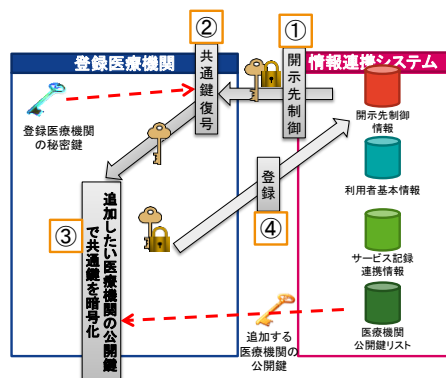 ②
①
登録医療機関
共通鍵復号
開示先制御
情報連携システム
登録医療機関
の秘密鍵
開示先制御
情報
利用者基本情報
登録
④
③
追加したい医療機関の公開鍵
で共通鍵を暗号化
サービス記録
連携情報
追加する
医療機関の
公開鍵
医療機関
公開鍵リスト